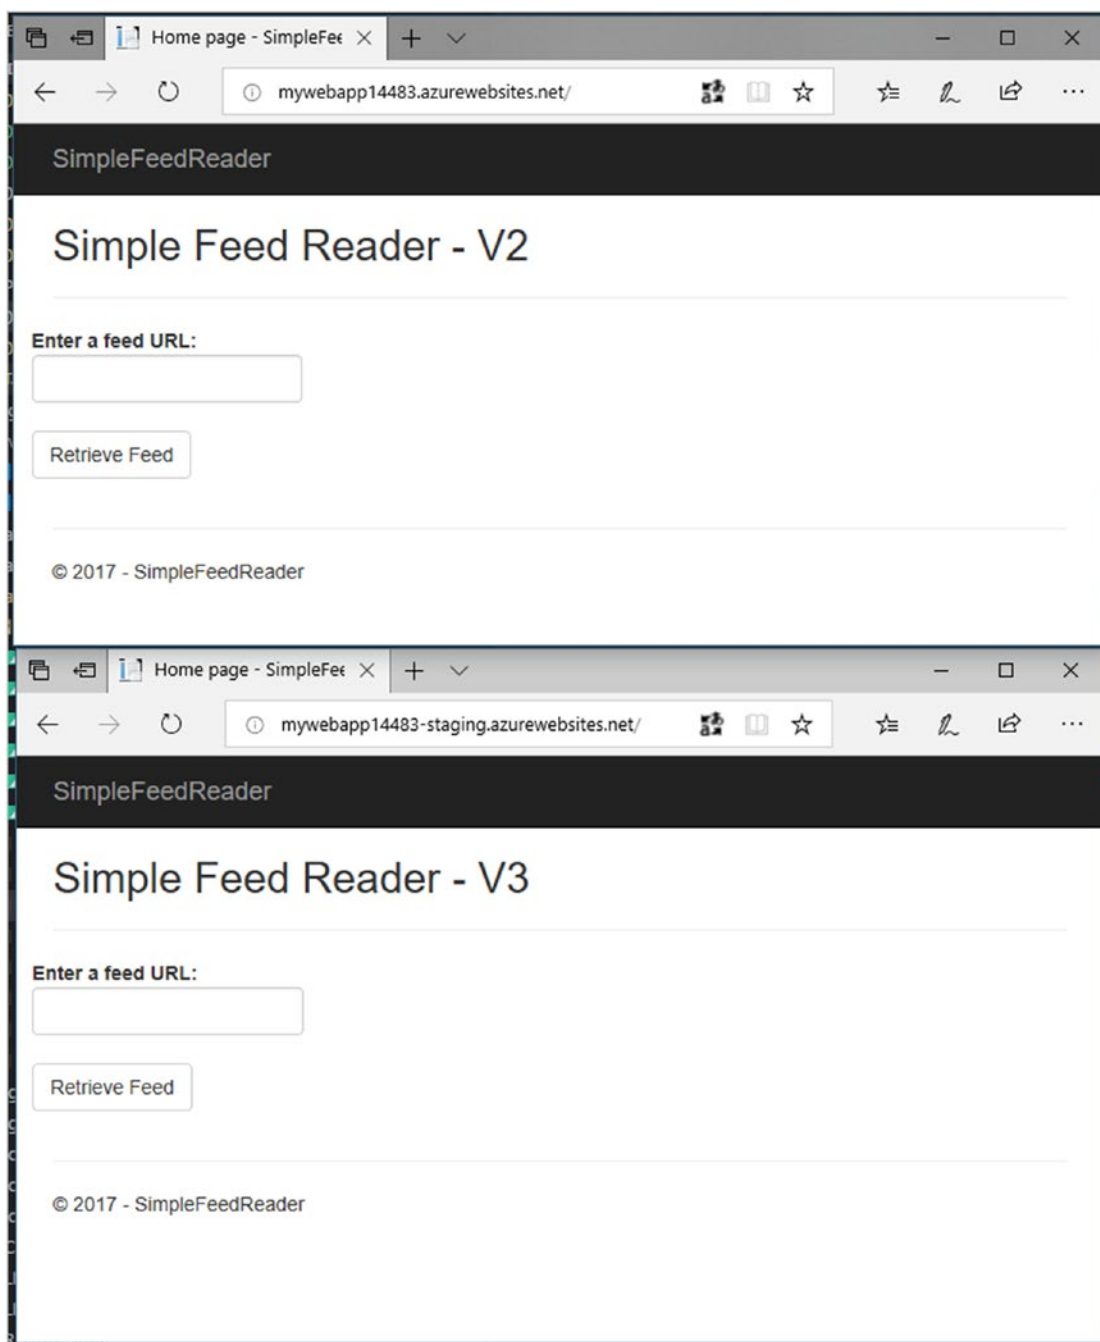 Home page - SimpleFee
mywebapp14483.azurewebsites.net/
SimpleFeedReader
Simple Feed Reader - V2
Enter a feed URL:
Retrieve Feed
© 2017 - SimpleFeedReader
Home page - SimpleFee
mywebapp14483-staging.azurewebsites.net/
SimpleFeedReader
Simple Feed Reader - V3
Enter a feed URL:
Retrieve Feed
© 2017 - SimpleFeedReader